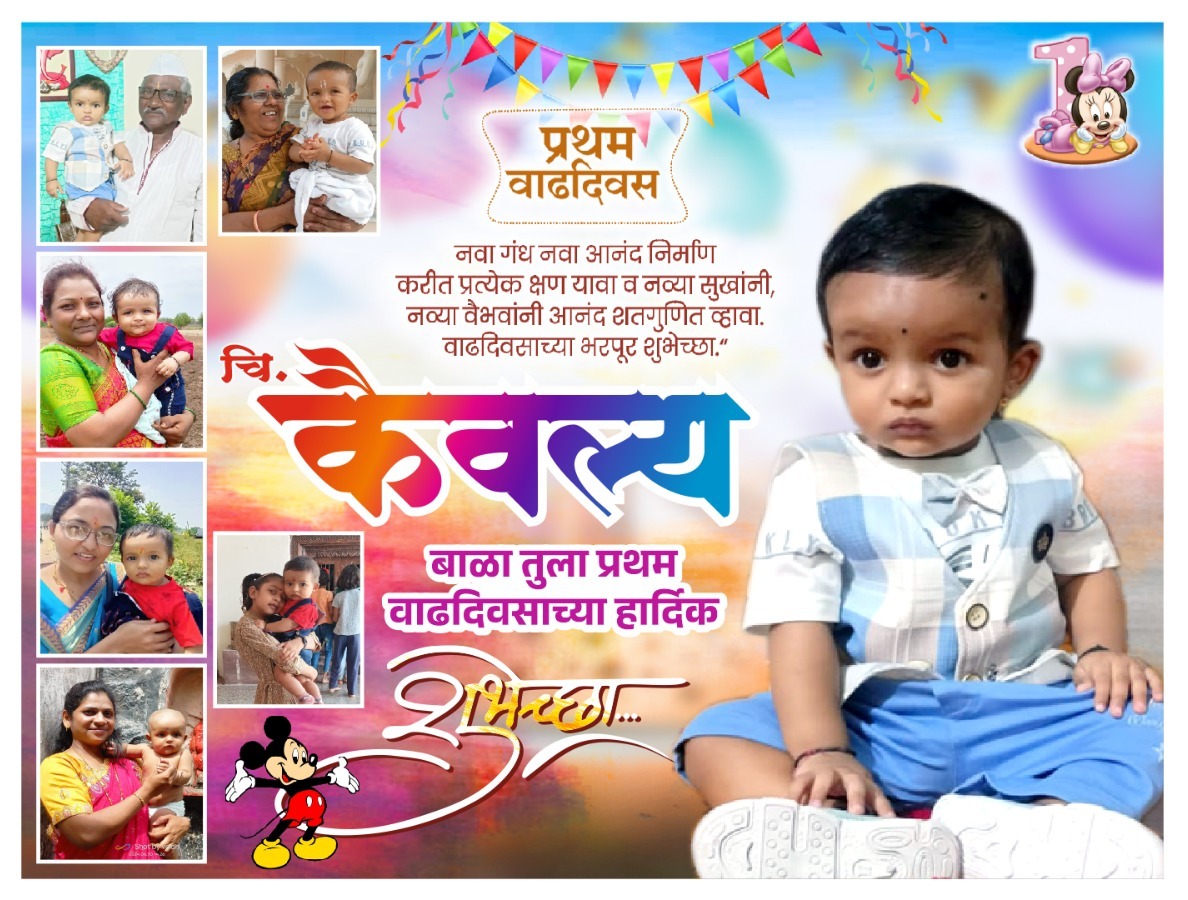 प्रथम
वाढदिवस
नवा गंध नवा आनंद निर्माण
करीत प्रत्येक क्षण यावा व नव्या सुखांनी,
नव्या वैभवांनी आनंद शतगुणित व्हावा.
वाढदिवसाच्या भरपूर शुभेच्छा.“
चि.
कैवल्य
बाळा तुला प्रथम
वाढदिवसाच्या हार्दिक
शुभेच्छा...
1